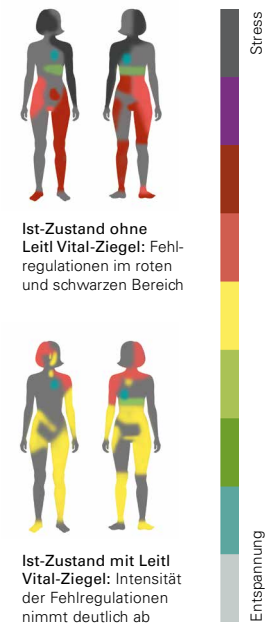 Stress
Ist-Zustand ohne
Leitl Vital-Ziegel: Fehl-
regulationen im roten
und schwarzen Bereich
Ist-Zustand mit Leitl
Vital-Ziegel: Intensität
der Fehlregulationen
nimmt deutlich ab
Entspannung